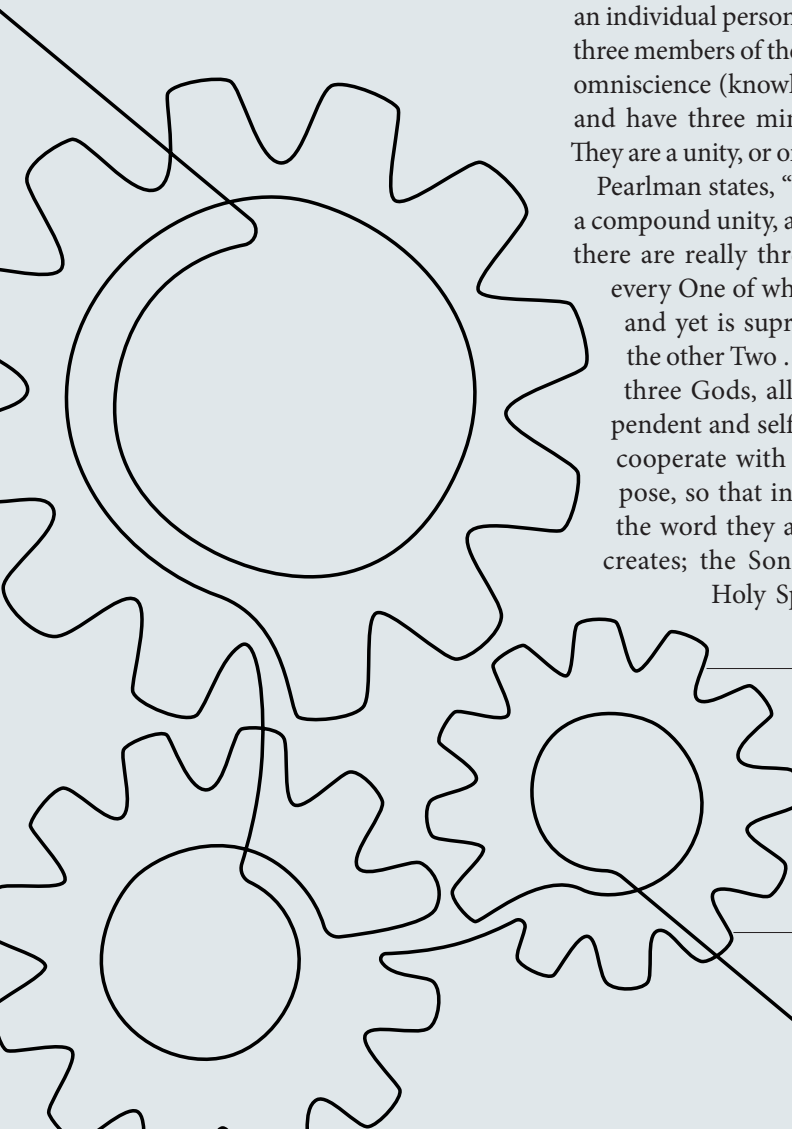 an individual person
three members of the
omniscience (knowl
and have three min
They are a unity, or o
Pearlman states, “
a compound unity, a
there are really thr
every One of wh
and yet is supr
the other Two .
three Gods, all
pendent and self
cooperate with
pose, so that in
the word they a
creates; the Son
Holy Sp